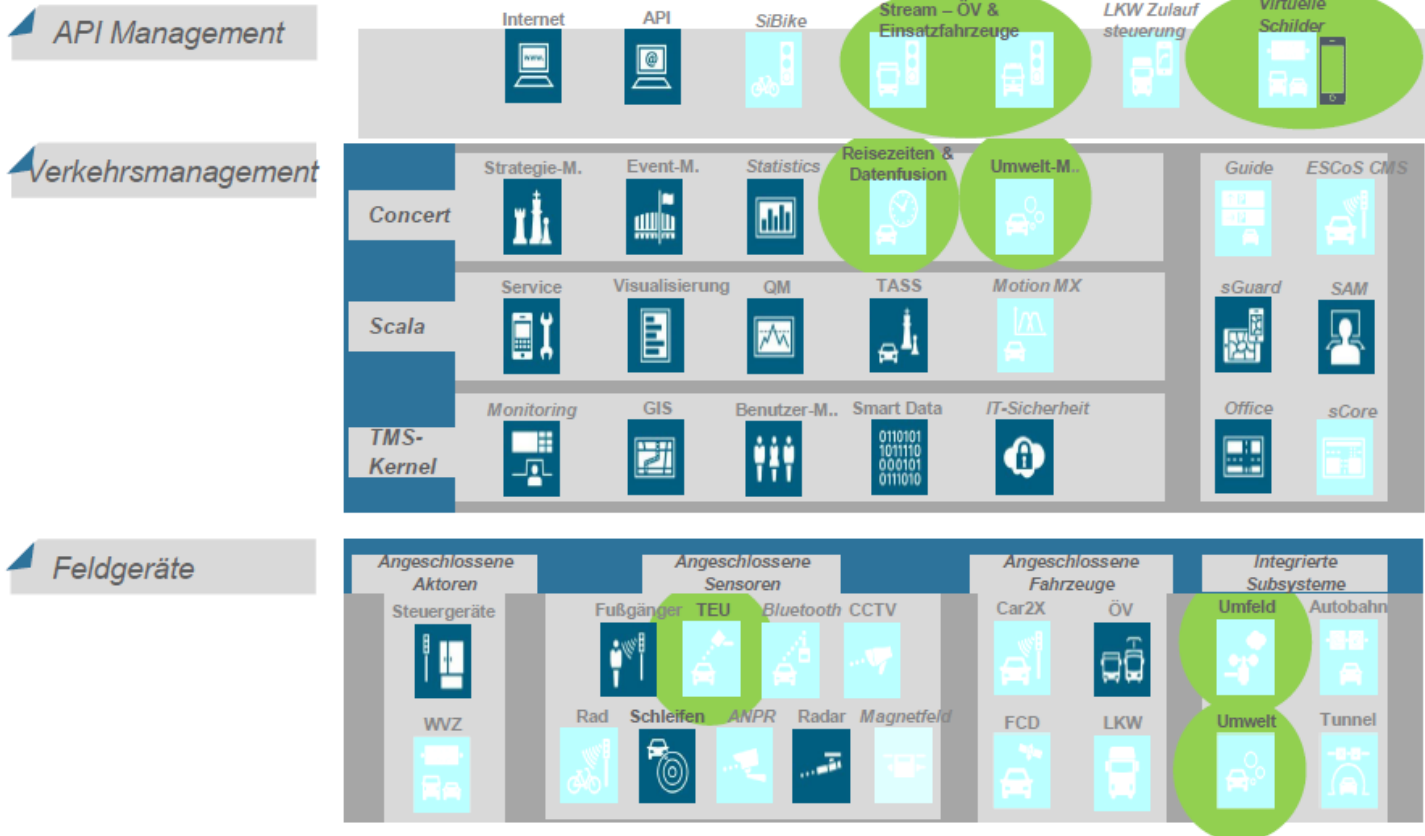 API Management
Internet
API
SiBike
Stream – ÖV &
Einsatzfahrzeuge
LKW Zulauf
steuerung
Virtuelle
Schilder
www.
@
Verkehrsmanagement
Concert
Strategie-M.
Event-M.
Statistics
Reisezeiten &
Datenfusion
Umwelt-M..
Guide
ESCoS CMS
Scala
Service
Visualisierung
QM
TASS
Motion MX
sGuard
SAM
TMS-
Kernel
Monitoring
GIS
Benutzer-M..
Smart Data
IT-Sicherheit
Office
sCore
0110101
1011110
000101
0111010
Feldgeräte
Angeschlossene
Aktoren
Angeschlossene
Sensoren
Angeschlossene
Fahrzeuge
Integrierte
Subsysteme
Steuergeräte
Fußgänger
TEU
Bluetooth
CCTV
Car2X
ÖV
Umfeld
Autobahn
WVZ
Rad
Schleifen
ANPR
Radar
Magnetfeld
FCD
LKW
Umwelt
Tunnel